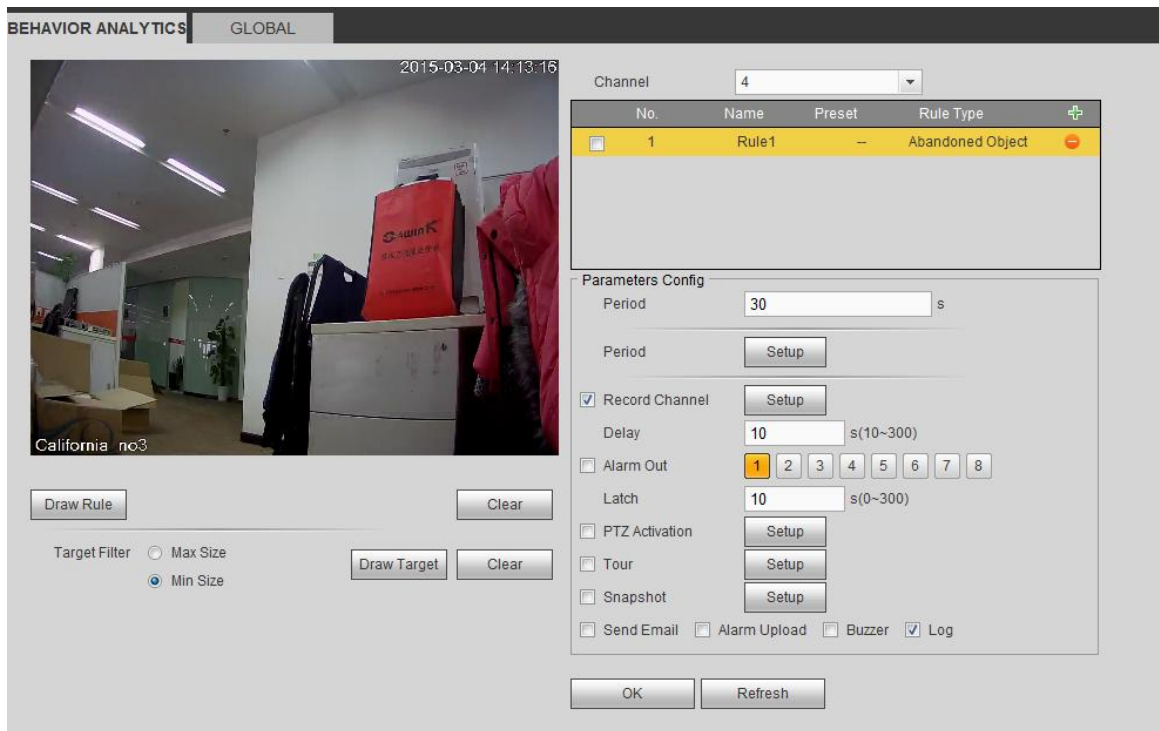 BEHAVIOR ANALYTICS
GLOBAL
2015-03-04 14:13:16
California no3
Draw Rule
Clear
Target Filter
Max Size
Min Size
Draw Target
Clear
Channel 4
No. Name Preset Rule Type
1 Rule1 -- Abandoned Object
Parameters Config
Period 30 s
Period Setup
Record Channel Setup
Delay 10 s(10~300)
Alarm Out 1 2 3 4 5 6 7 8
Latch 10 s(0~300)
PTZ Activation Setup
Tour Setup
Snapshot Setup
Send Email Alarm Upload Buzzer Log
OK Refresh